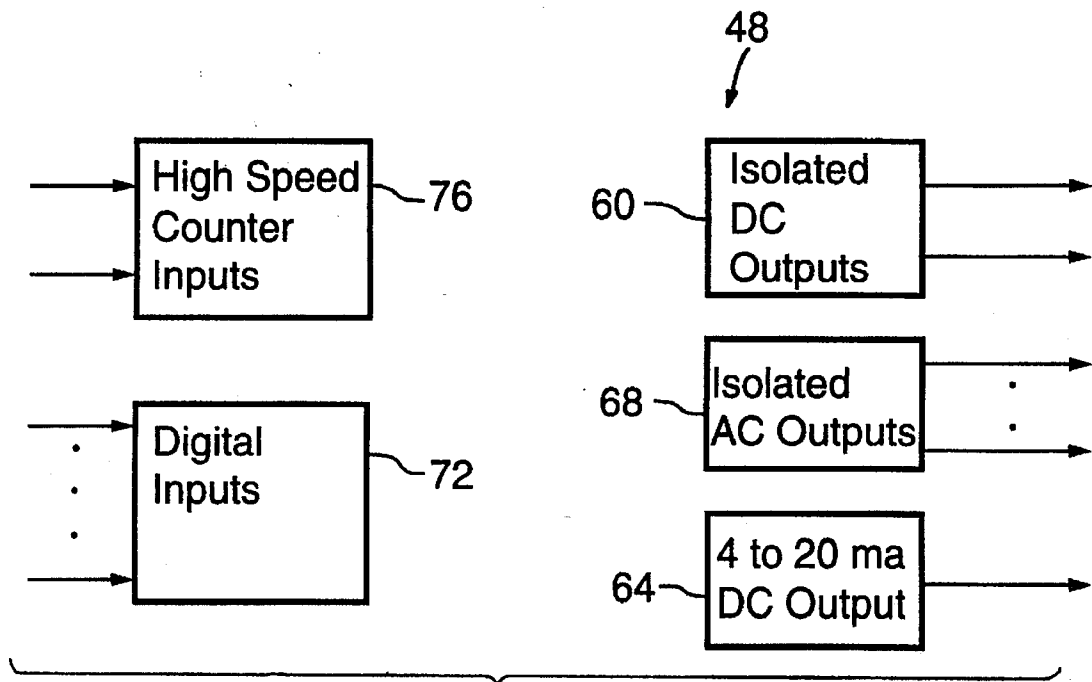 48
High Speed
Counter
Inputs
76
60
Isolated
DC
Outputs
68
Isolated
AC Outputs
Digital
Inputs
72
64
4 to 20 ma
DC Output